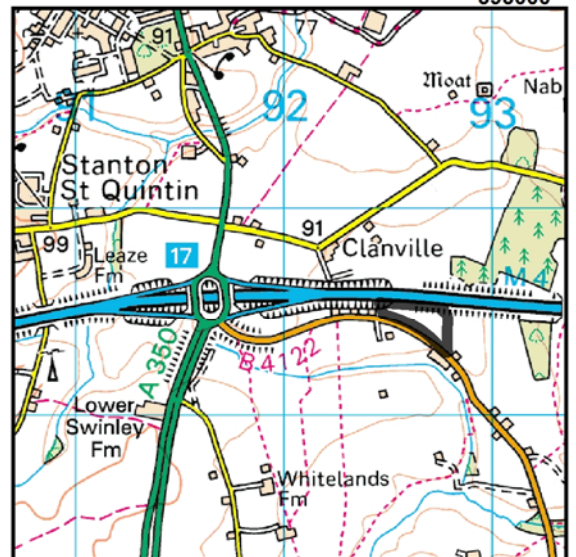 91
77
Moat
Nab
91
92
93
Stanton
St Quintin
91
99
Leaze
Fm
17
Clanville
M 4
A 350
B 4122
Lower
Swinley
Fm
Whitelands
Fm